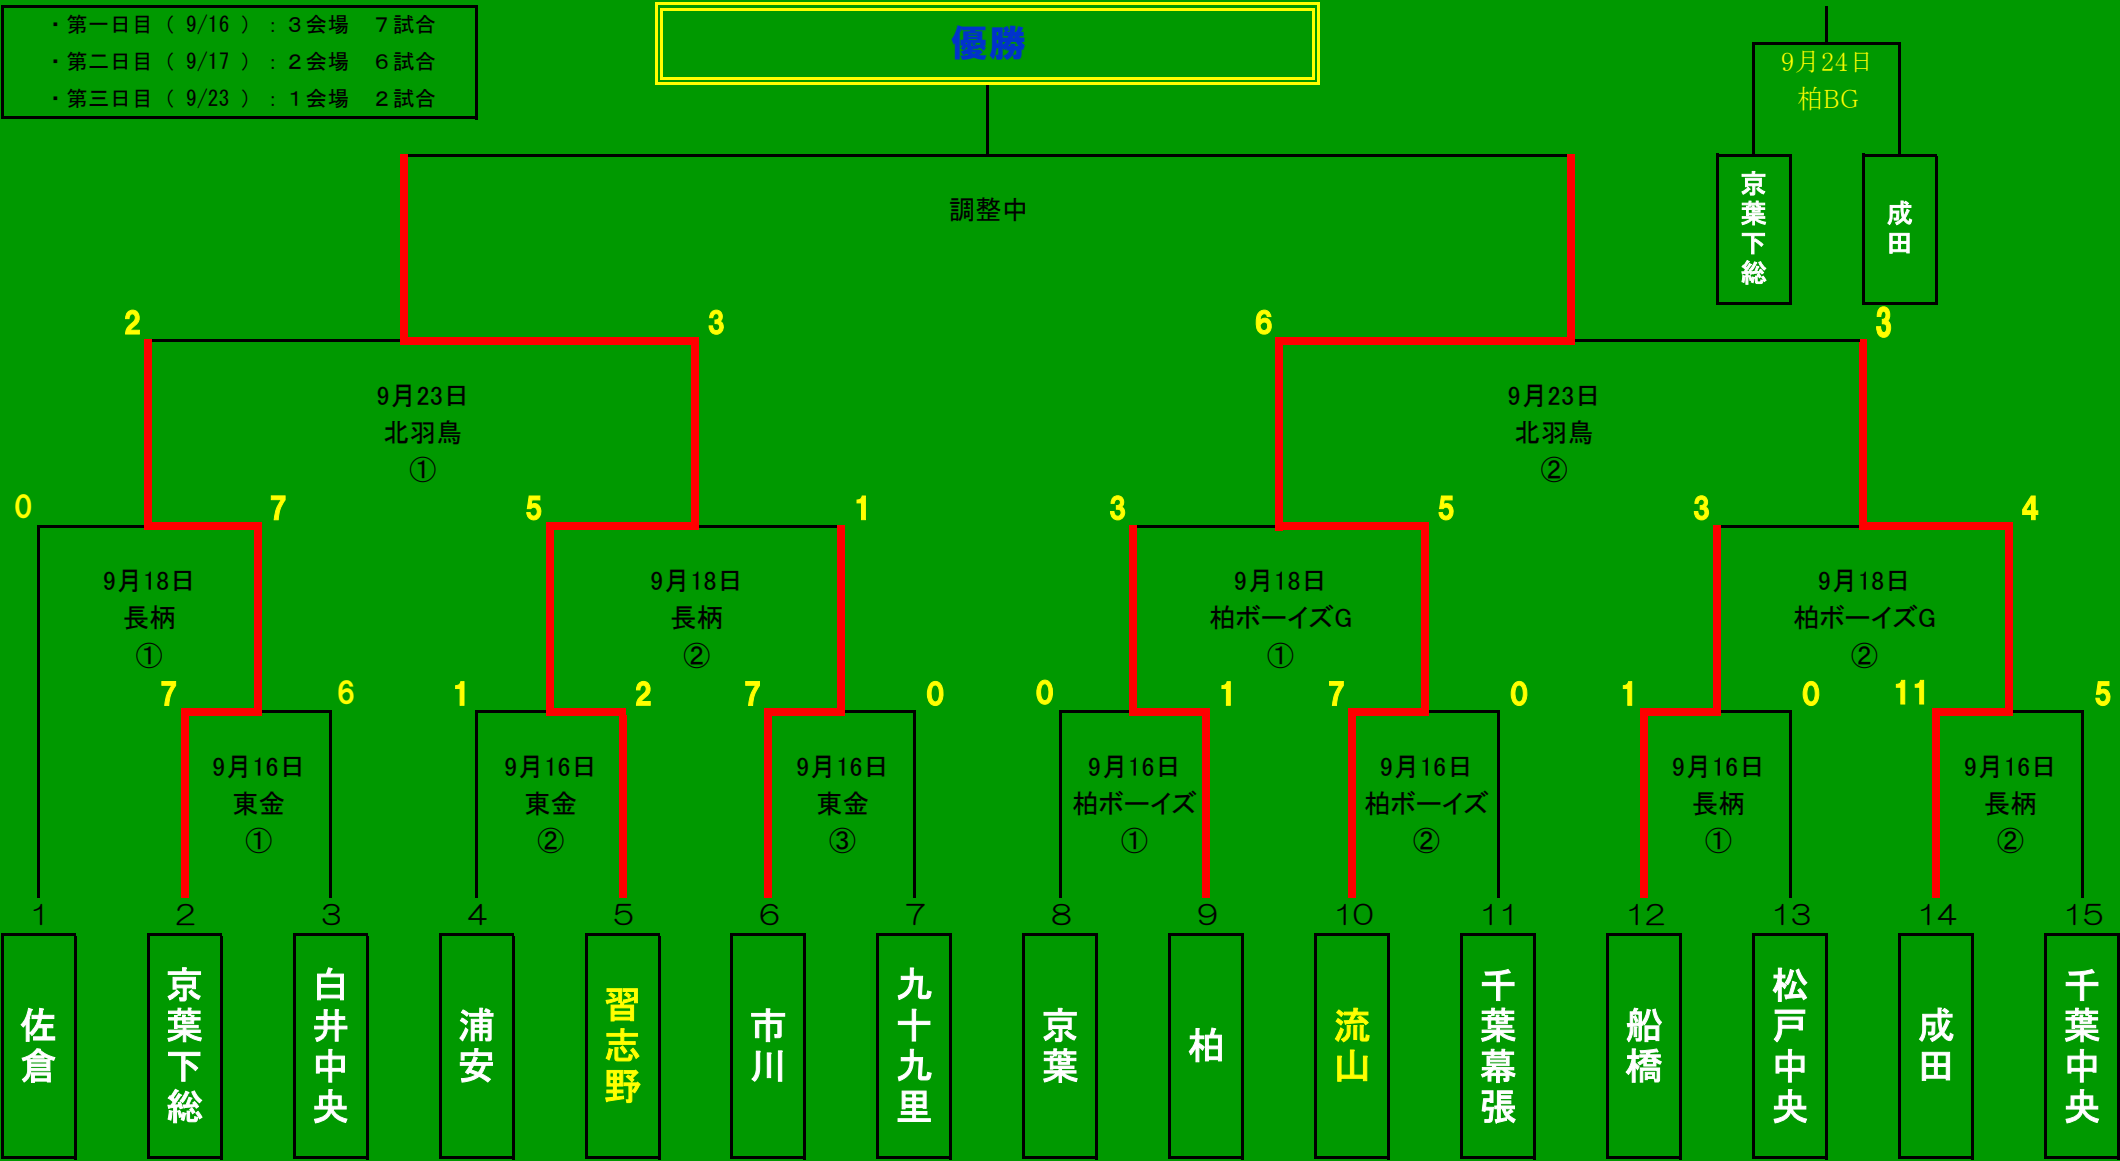 ・第一日目（ 9/16 ）：３会場　７試合
・第二日目（ 9/17 ）：２会場　６試合
・第三日目（ 9/23 ）：１会場　２試合
優勝
9月24日
柏BG
京葉下総
成田
調整中
2
3
6
3
9月23日
北羽鳥
①
9月23日
北羽鳥
②
0
7
5
1
3
5
3
4
9月18日
長柄
①
9月18日
長柄
②
9月18日
柏ボーイズG
①
9月18日
柏ボーイズG
②
7
6
1
2
7
0
0
1
7
0
1
0
11
5
9月16日
東金
①
9月16日
東金
②
9月16日
東金
③
9月16日
柏ボーイズ
①
9月16日
柏ボーイズ
②
9月16日
長柄
①
9月16日
長柄
②
1
2
3
4
5
6
7
8
9
10
11
12
13
14
15
佐倉
京葉下総
白井中央
浦安
習志野
市川
九十九里
京葉
柏
流山
千葉幕張
船橋
松戸中央
成田
千葉中央